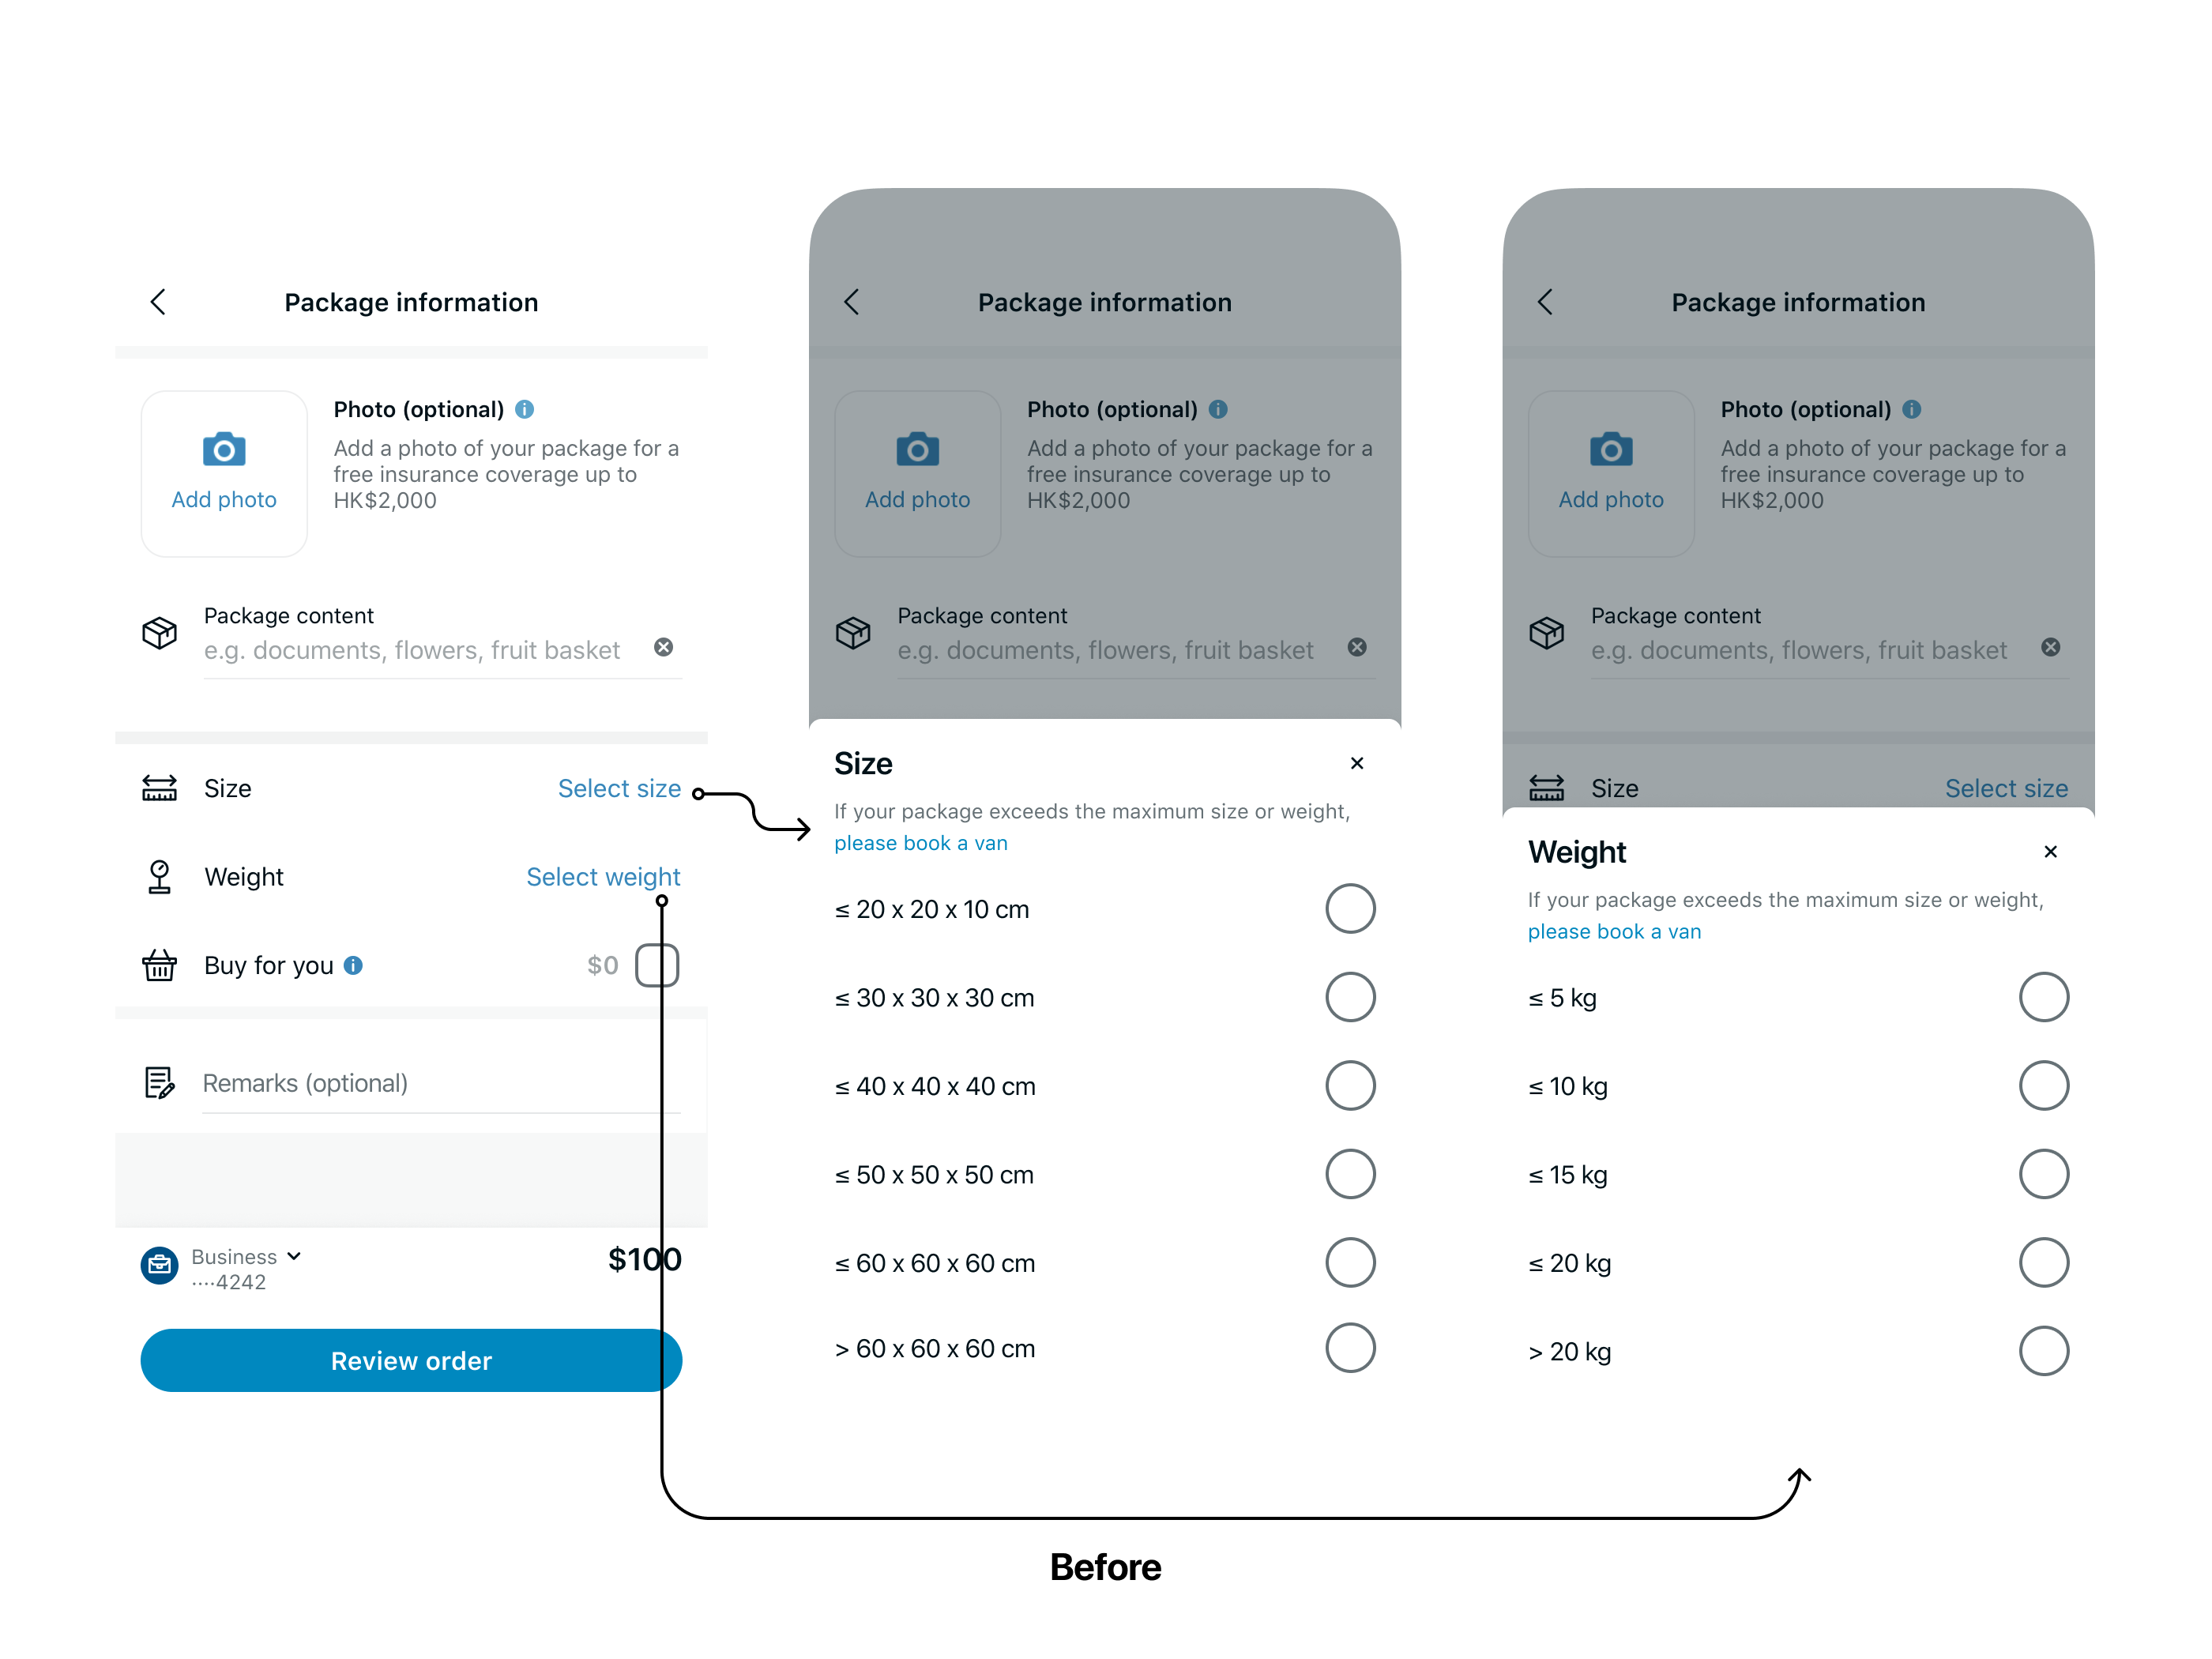 Package information
Photo (optional)
Add a photo of your package for a
free insurance coverage up to
HK$2,000
Add photo
Package content
e.g. documents, flowers, fruit basket
Size
Select size
Weight
Select weight
Buy for you
$0
Remarks (optional)
Business
····4242
$100
Review order
Package information
Photo (optional)
Add a photo of your package for a
free insurance coverage up to
HK$2,000
Add photo
Package content
e.g. documents, flowers, fruit basket
Size
If your package exceeds the maximum size or weight,
please book a van
≤ 20 x 20 x 10 cm
≤ 30 x 30 x 30 cm
≤ 40 x 40 x 40 cm
≤ 50 x 50 x 50 cm
≤ 60 x 60 x 60 cm
> 60 x 60 x 60 cm
Package information
Photo (optional)
Add a photo of your package for a
free insurance coverage up to
HK$2,000
Add photo
Package content
e.g. documents, flowers, fruit basket
Size
Select size
Weight
If your package exceeds the maximum size or weight,
please book a van
≤ 5 kg
≤ 10 kg
≤ 15 kg
≤ 20 kg
> 20 kg
Before